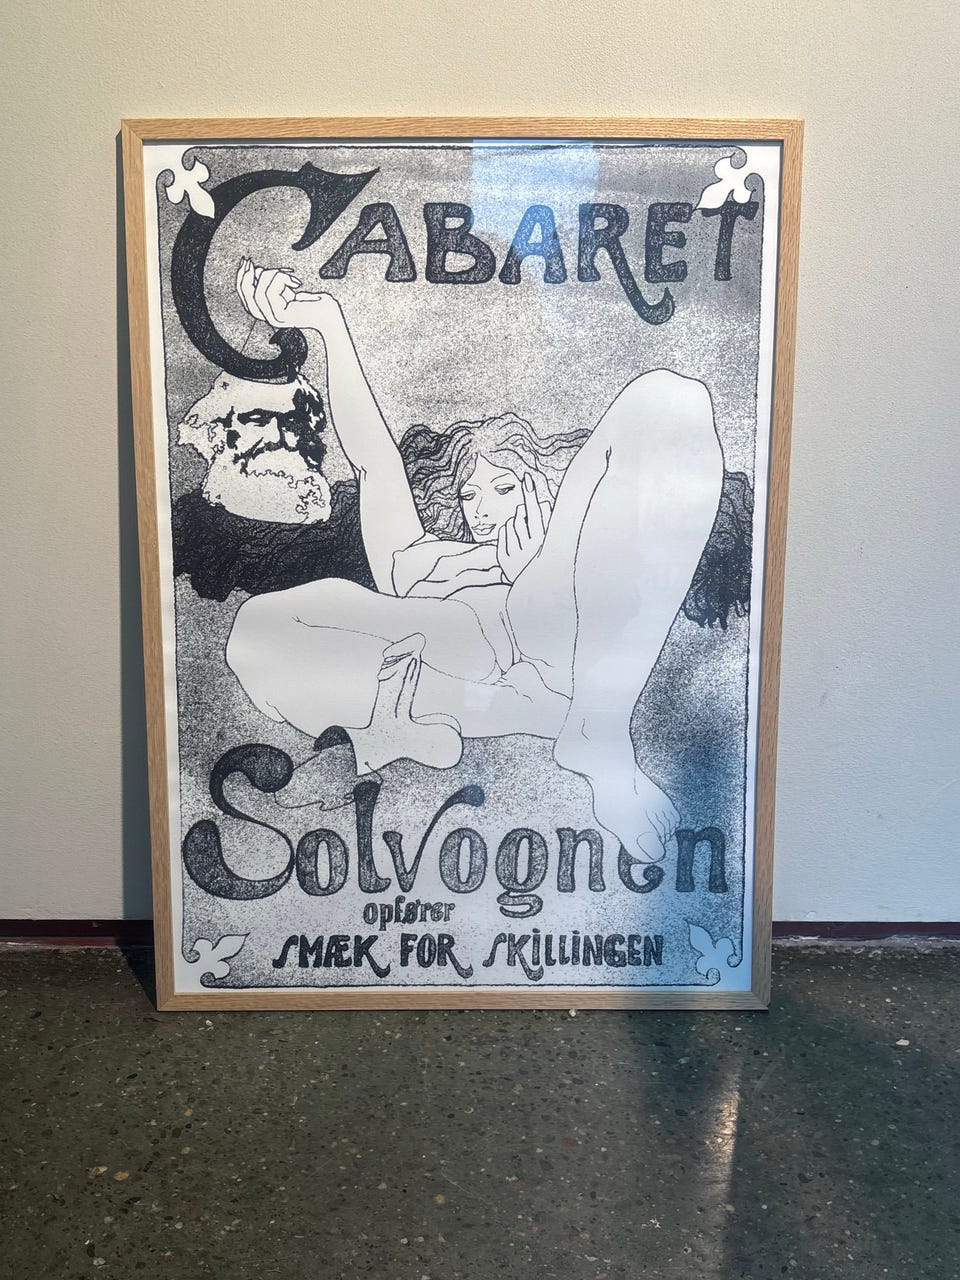 CABARET
Solvognen
opfører
SMÆK FOR SKILLINGEN